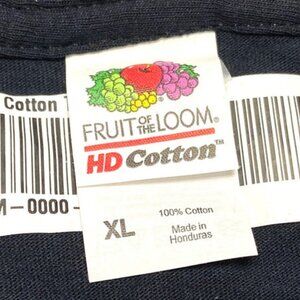 Cotton T
FRUIT OF THE LOOM®
HD Cotton™
M-0000-
XL
100% Cotton
Made in
Honduras